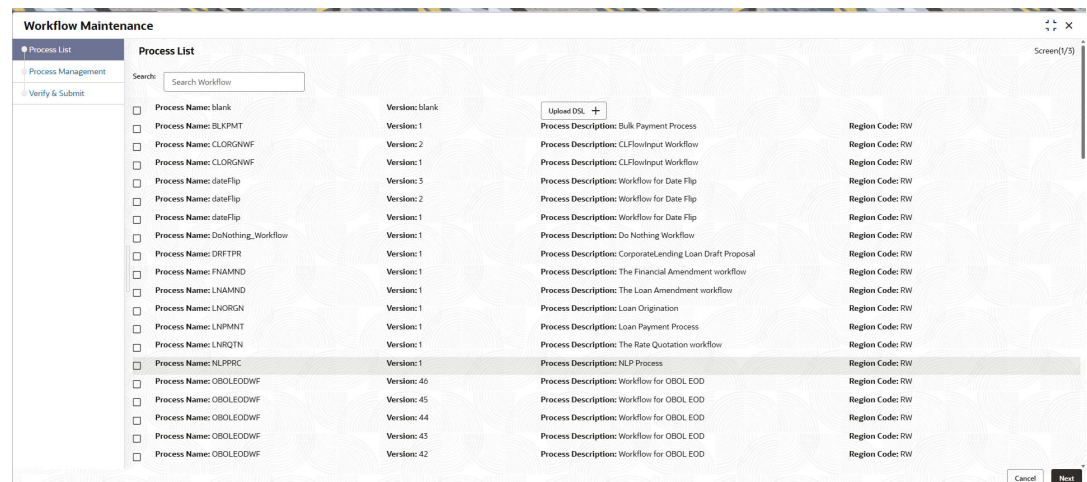 Workflow Maintenance
Process List
Process Management
Verify & Submit
Process List
Screen(1/3)
Search:
Search Workflow
Process Name: blank Version: blank Upload DSL +
Process Name: BLKPMT Version: 1 Process Description: Bulk Payment Process Region Code: RW
Process Name: CLORGNWF Version: 2 Process Description: CLFlowInput Workflow Region Code: RW
Process Name: CLORGNWF Version: 1 Process Description: CLFlowInput Workflow Region Code: RW
Process Name: dateFlip Version: 3 Process Description: Workflow for Date Flip Region Code: RW
Process Name: dateFlip Version: 2 Process Description: Workflow for Date Flip Region Code: RW
Process Name: dateFlip Version: 1 Process Description: Workflow for Date Flip Region Code: RW
Process Name: DoNothing_Workflow Version: 1 Process Description: Do Nothing Workflow Region Code: RW
Process Name: DRFTPR Version: 1 Process Description: CorporateLending Loan Draft Proposal Region Code: RW
Process Name: FNAMND Version: 1 Process Description: The Financial Amendment workflow Region Code: RW
Process Name: LNAMND Version: 1 Process Description: The Loan Amendment workflow Region Code: RW
Process Name: LNORGN Version: 1 Process Description: Loan Origination Region Code: RW
Process Name: LNPMNT Version: 1 Process Description: Loan Payment Process Region Code: RW
Process Name: LNRQTN Version: 1 Process Description: The Rate Quotation workflow Region Code: RW
Process Name: NLPPRC Version: 1 Process Description: NLP Process Region Code: RW
Process Name: OBOLEODWF Version: 46 Process Description: Workflow for OBOL EOD Region Code: RW
Process Name: OBOLEODWF Version: 45 Process Description: Workflow for OBOL EOD Region Code: RW
Process Name: OBOLEODWF Version: 44 Process Description: Workflow for OBOL EOD Region Code: RW
Process Name: OBOLEODWF Version: 43 Process Description: Workflow for OBOL EOD Region Code: RW
Process Name: OBOLEODWF Version: 42 Process Description: Workflow for OBOL EOD Region Code: RW
Cancel Next